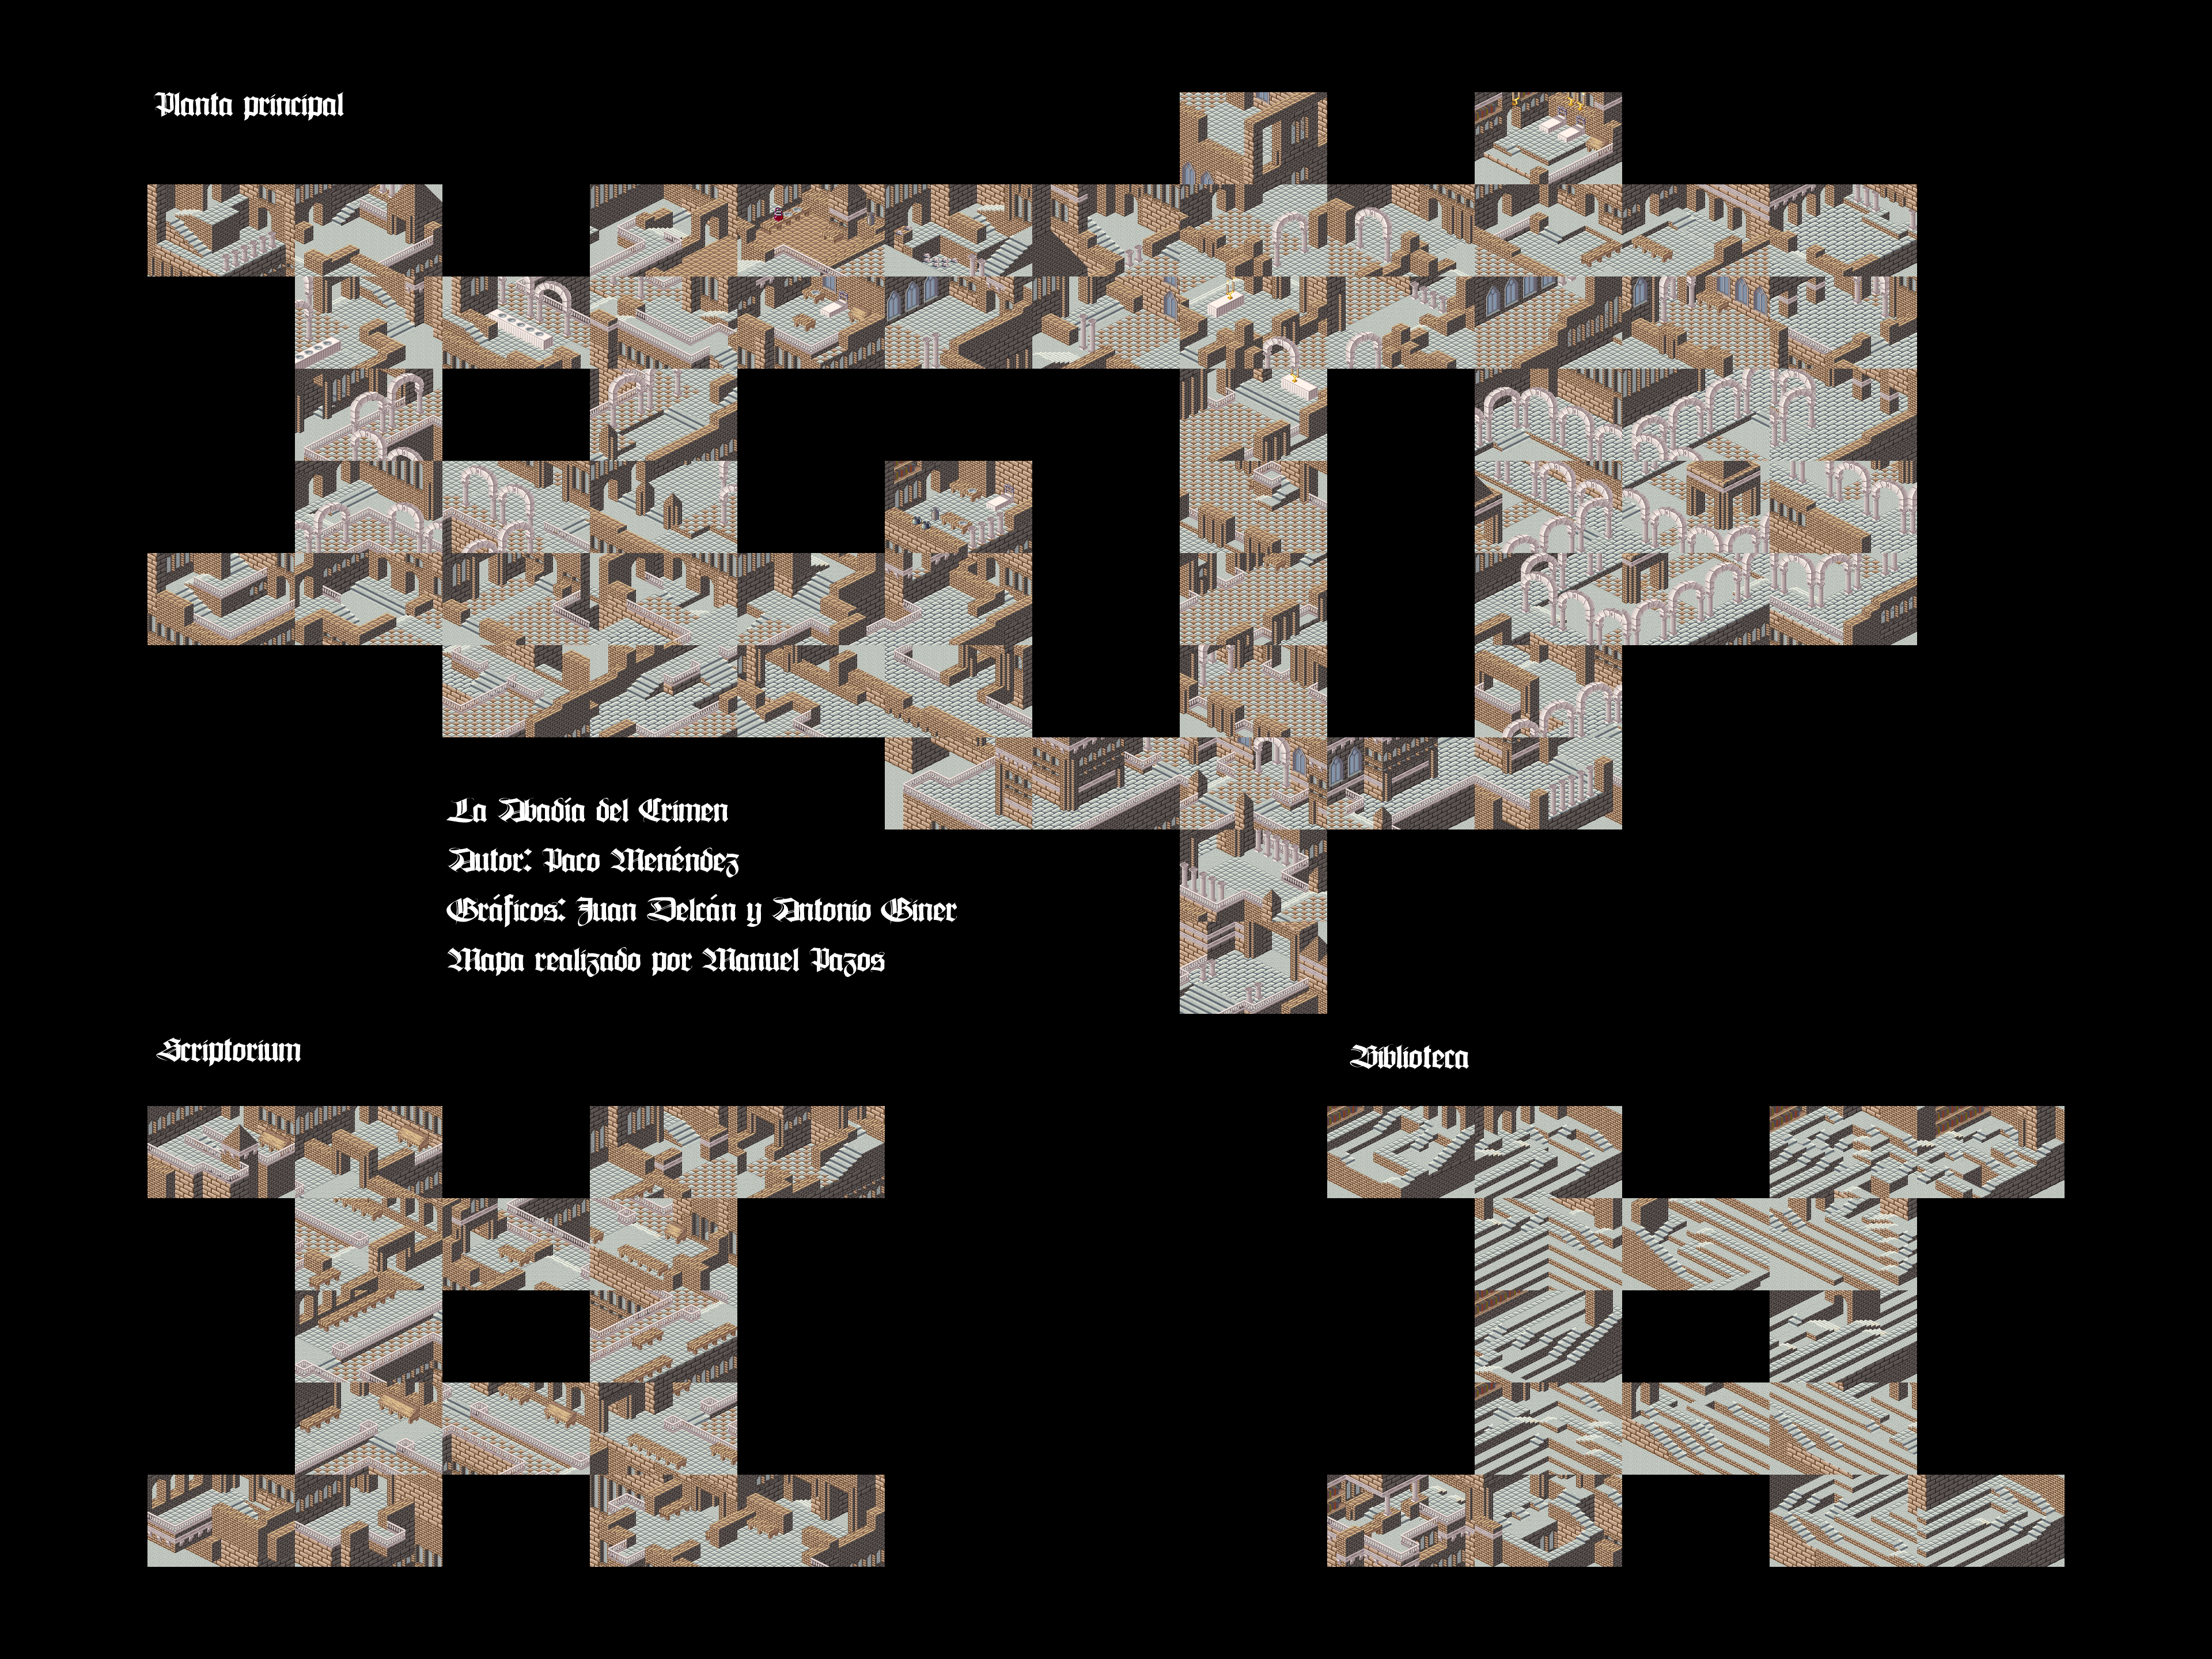 Planta principal
La Abadía del Crimen
Autor: Paco Menéndez
Gráficos: Juan Delcán y Antonio Giner
Mapa realizado por Manuel Pazos
Scriptorium
Biblioteca